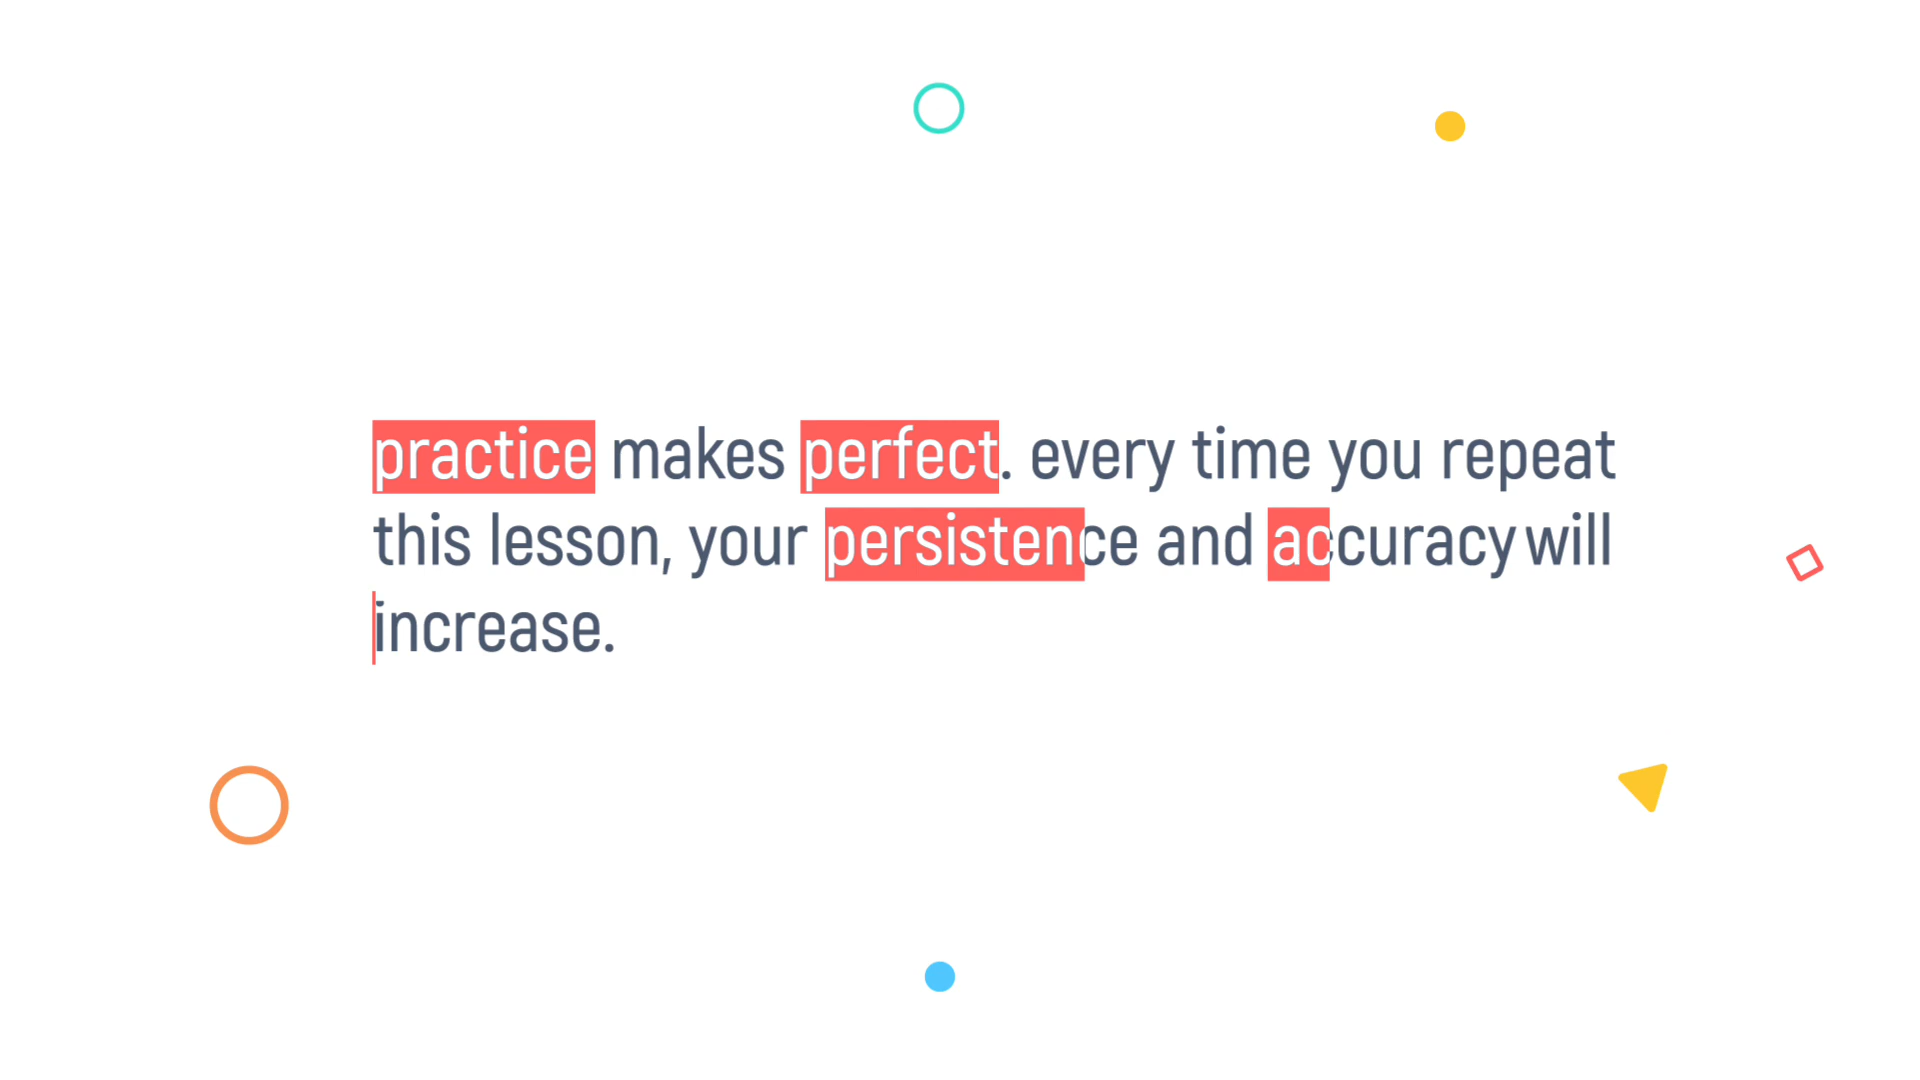 practice makes perfect. every time you repeat
this lesson, your persistence and accuracy will
increase.